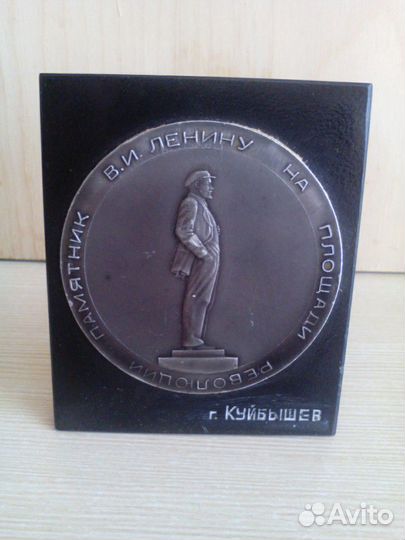 ПАМЯТНИК В.И. ЛЕНИНУ НА ПЛОЩАДИ РЕВОЛЮЦИИ
г. КУЙБЫШЕВ
Avito